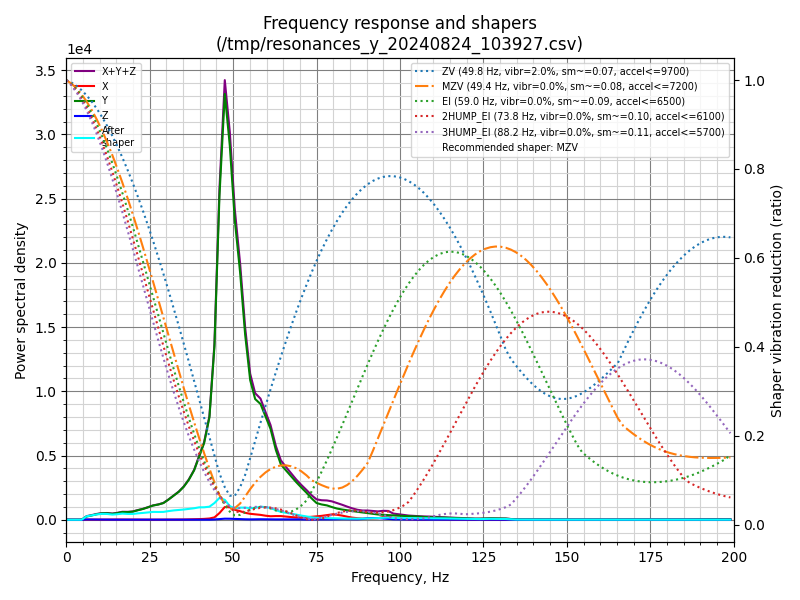 Frequency response and shapers
(/tmp/resonances_y_20240824_103927.csv)
1e4
X+Y+Z
X
Y
Z
After
shaper
ZV (49.8 Hz, vibr=2.0%, sm~=0.07, accel<=9700)
MZV (49.4 Hz, vibr=0.0%, sm~=0.08, accel<=7200)
EI (59.0 Hz, vibr=0.0%, sm~=0.09, accel<=6500)
2HUMP_EI (73.8 Hz, vibr=0.0%, sm~=0.10, accel<=6100)
3HUMP_EI (88.2 Hz, vibr=0.0%, sm~=0.11, accel<=5700)
Recommended shaper: MZV
Power spectral density
3.5
3.0
2.5
2.0
1.5
1.0
0.5
0.0
1.0
0.8
0.6
0.4
0.2
0.0
Shaper vibration reduction (ratio)
0 25 50 75 100 125 150 175 200
Frequency, Hz